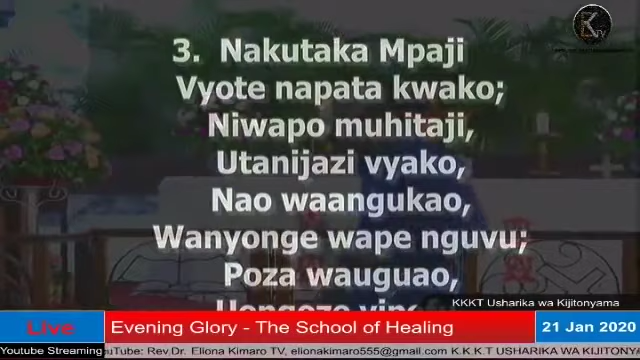 3. Nakutaka Mpaji
Vyote napata kwako;
Niwapo muhitaji,
Utanijazi vyako,
Nao waangukao,
Wanyonge wape nguvu;
Poza wauguao,
KKKT Usharika wa Kijitonyama
Live Evening Glory - The School of Healing 21 Jan 2020
Youtube Streaming Tube: Rev.Dr. Eliona Kimaro TV, elionakimaro555@gmail.com K.K.K.T USHARIKA WA KIJITONY